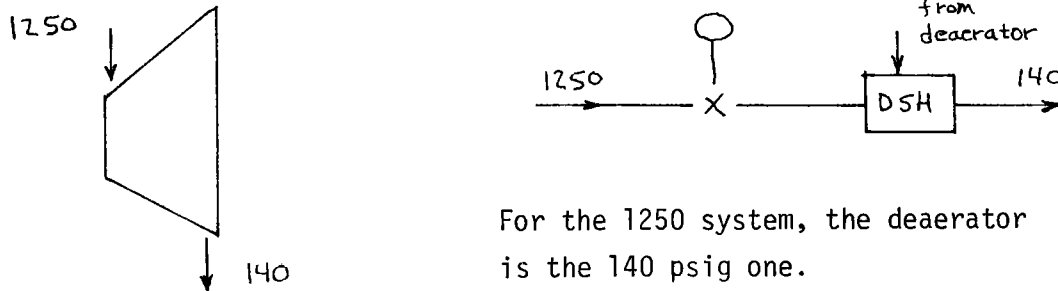 1250
140
from
deaerator
1250
DSH
140
For the 1250 system, the deaerator
is the 140 psig one.